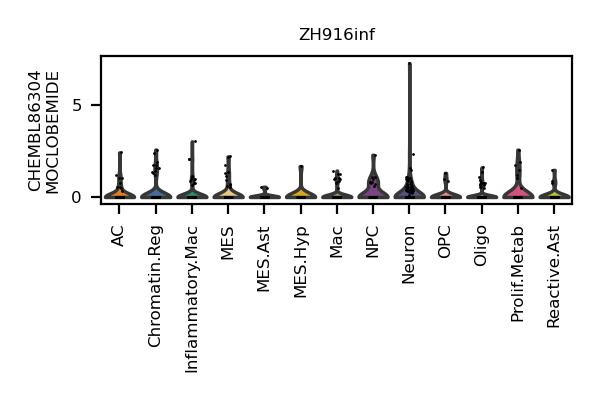 ZH916inf
CHEMBL86304
MOCLOBEMIDE
5
0
AC
Chromatin.Reg
Inflammatory.Mac
MES
MES.Ast
MES.Hyp
Mac
NPC
Neuron
OPC
Oligo
Prolif.Metab
Reactive.Ast